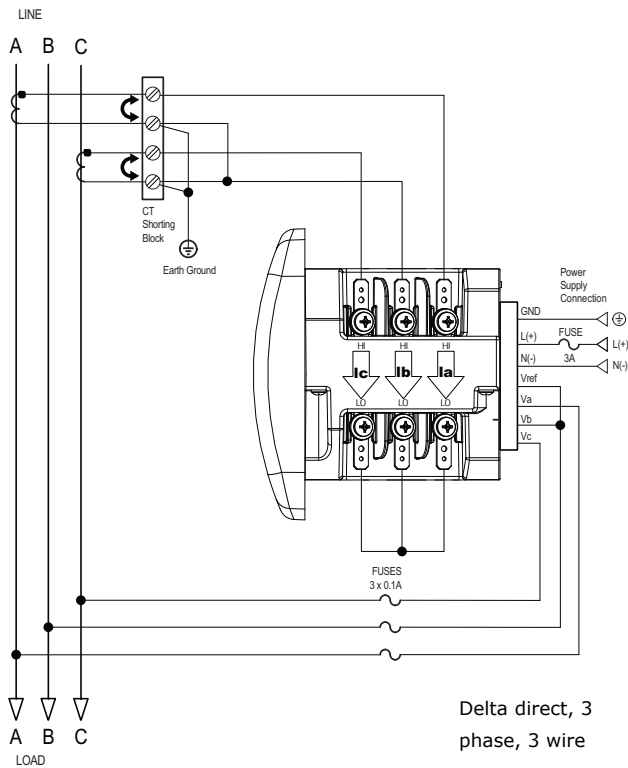 LINE
A B C
CT
Shorting
Block
Earth Ground
Power
Supply
Connection
GND
L(+)
FUSE
L(+)
3A
N(-)
N(-)
Vref
Va
Vb
Vc
HI HI HI
Ic Ib Ia
LO LO LO
FUSES
3 x 0.1A
A B C
LOAD
Delta direct, 3
phase, 3 wire